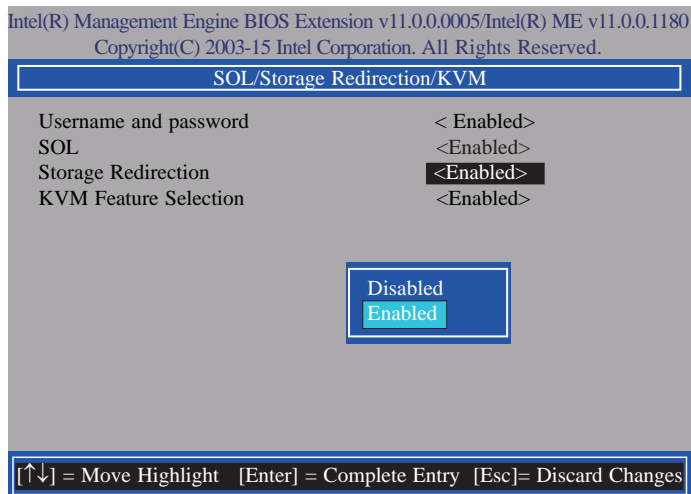 Intel(R) Management Engine BIOS Extension v11.0.0.0005/Intel(R) ME v11.0.0.1180
Copyright(C) 2003-15 Intel Corporation. All Rights Reserved.
SOL/Storage Redirection/KVM
Username and password < Enabled>
SOL <Enabled>
Storage Redirection <Enabled>
KVM Feature Selection <Enabled>
Disabled
Enabled
[↑↓] = Move Highlight [Enter] = Complete Entry [Esc]= Discard Changes